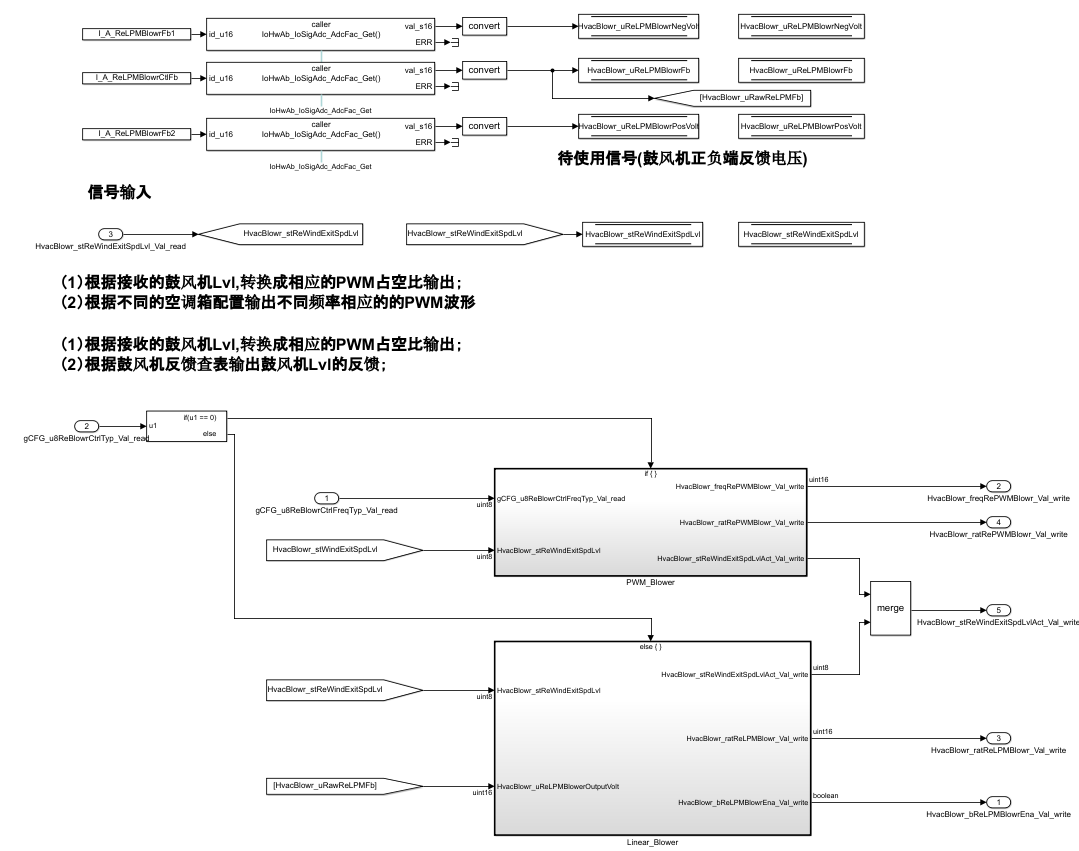 I_A_ReLPMBlowrFb1
id_u16
caller
IoHwAb_IoSigAdc_AdcFac_Get()
val_s16
ERR
convert
HvacBlowr_uReLPMBlowrNegVolt
HvacBlowr_uReLPMBlowrNegVolt
I_A_ReLPMBlowrCtlFb
id_u16
caller
IoHwAb_IoSigAdc_AdcFac_Get()
val_s16
ERR
convert
HvacBlowr_uReLPMBlowrFb
HvacBlowr_uReLPMBlowrFb
[HvacBlowr_uRawReLPMFb]
IoHwAb_IoSigAdc_AdcFac_Get
I_A_ReLPMBlowrFb2
id_u16
caller
IoHwAb_IoSigAdc_AdcFac_Get()
val_s16
ERR
convert
HvacBlowr_uReLPMBlowrPosVolt
HvacBlowr_uReLPMBlowrPosVolt
IoHwAb_IoSigAdc_AdcFac_Get
待使用信号(鼓风机正负端反馈电压)
信号输入
3
HvacBlowr_stReWindExitSpdLvl_Val_read
HvacBlowr_stReWindExitSpdLvl
HvacBlowr_stReWindExitSpdLvl
HvacBlowr_stReWindExitSpdLvl
HvacBlowr_stReWindExitSpdLvl
（1）根据接收的鼓风机Lvl,转换成相应的PWM占空比输出；
（2）根据不同的空调箱配置输出不同频率相应的的PWM波形
（1）根据接收的鼓风机Lvl,转换成相应的PWM占空比输出；
（2）根据鼓风机反馈查表输出鼓风机Lvl的反馈；
2
gCFG_u8ReBlowrCtrlTyp_Val_read
u1
if(u1 == 0)
else
if { }
1
gCFG_u8ReBlowrCtrlFreqTyp_Val_read
uint8
gCFG_u8ReBlowrCtrlFreqTyp_Val_read
HvacBlowr_freqRePWMBlowr_Val_write
uint16
2
HvacBlowr_freqRePWMBlowr_Val_write
HvacBlowr_ratRePWMBlowr_Val_write
4
HvacBlowr_ratRePWMBlowr_Val_write
HvacBlowr_stWindExitSpdLvl
uint8
HvacBlowr_stReWindExitSpdLvl
HvacBlowr_stReWindExitSpdLvlAct_Val_write
PWM_Blower
merge
5
HvacBlowr_stReWindExitSpdLvlAct_Val_write
else { }
HvacBlowr_stReWindExitSpdLvlAct_Val_write
uint8
HvacBlowr_stReWindExitSpdLvl
uint8
HvacBlowr_stReWindExitSpdLvl
HvacBlowr_ratReLPMBlowr_Val_write
uint16
3
HvacBlowr_ratReLPMBlowr_Val_write
[HvacBlowr_uRawReLPMFb]
uint16
HvacBlowr_uReLPMBlowerOutputVolt
HvacBlowr_bReLPMBlowrEna_Val_write
boolean
1
HvacBlowr_bReLPMBlowrEna_Val_write
Linear_Blower